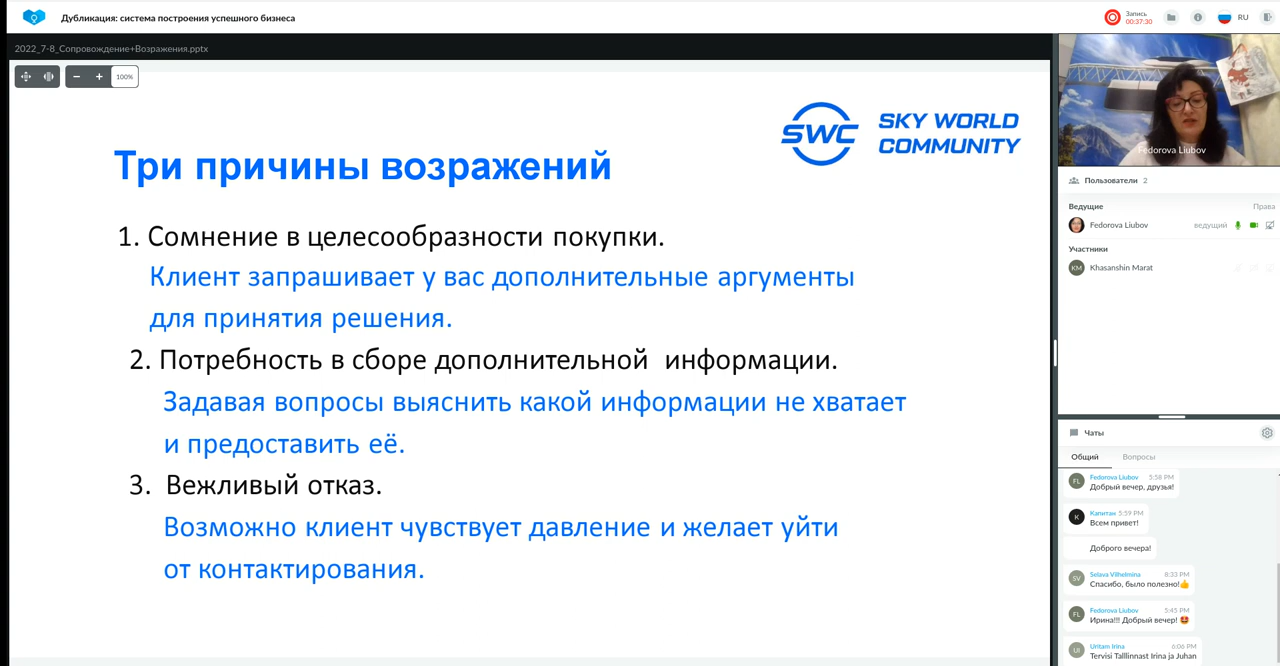 Дубликация: система построения успешного бизнеса
Запись
00:37:30
RU
2022_7-8_Сопровождение+Возражения.pptx
100%
SWC
SKY WORLD
COMMUNITY
Три причины возражений
1. Сомнение в целесообразности покупки.
Клиент запрашивает у вас дополнительные аргументы
для принятия решения.
2. Потребность в сборе дополнительной информации.
Задавая вопросы выяснить какой информации не хватает
и предоставить её.
3. Вежливый отказ.
Возможно клиент чувствует давление и желает уйти
от контактирования.
Fedorova Liubov
Пользователи 2
Ведущие Права
Fedorova Liubov ведущий
Участники
KM Khasanshin Marat
Чаты
Общий Вопросы
FL Fedorova Liubov 5:58 PM
Добрый вечер, друзья!
К Капитан 5:59 PM
Всем привет!
Доброго вечера!
SV Selava Vilhelmina 8:33 PM
Спасибо, было полезно!👍
FL Fedorova Liubov 5:45 PM
Ирина!!! Добрый вечер! 🤩
UI Uritam Irina 6:06 PM
Tervisi Talllinnast Irina ja Juhan